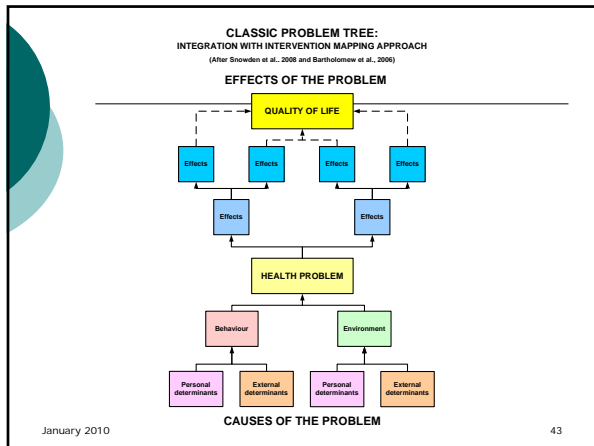 CLASSIC PROBLEM TREE:
INTEGRATION WITH INTERVENTION MAPPING APPROACH
(After Snowden et al.. 2008 and Bartholomew et al., 2006)
EFFECTS OF THE PROBLEM
QUALITY OF LIFE
Effects
Effects
Effects
Effects
Effects
Effects
HEALTH PROBLEM
Behaviour
Environment
Personal
determinants
External
determinants
Personal
determinants
External
determinants
CAUSES OF THE PROBLEM
January 2010
43